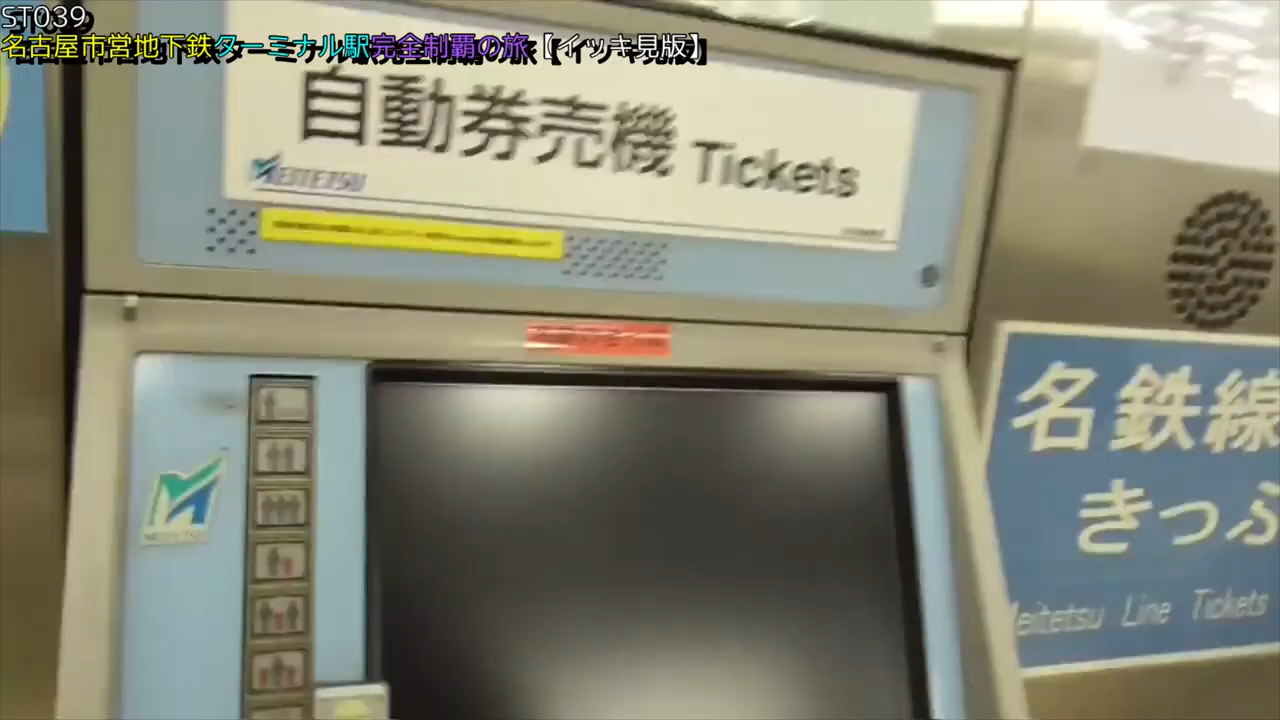 ST039
名古屋市営地下鉄ターミナル駅完全制覇の旅【イッキ見版】
自動券売機 Tickets
MEITETSU
名鉄線
きっぷ
Meitetsu Line Tickets